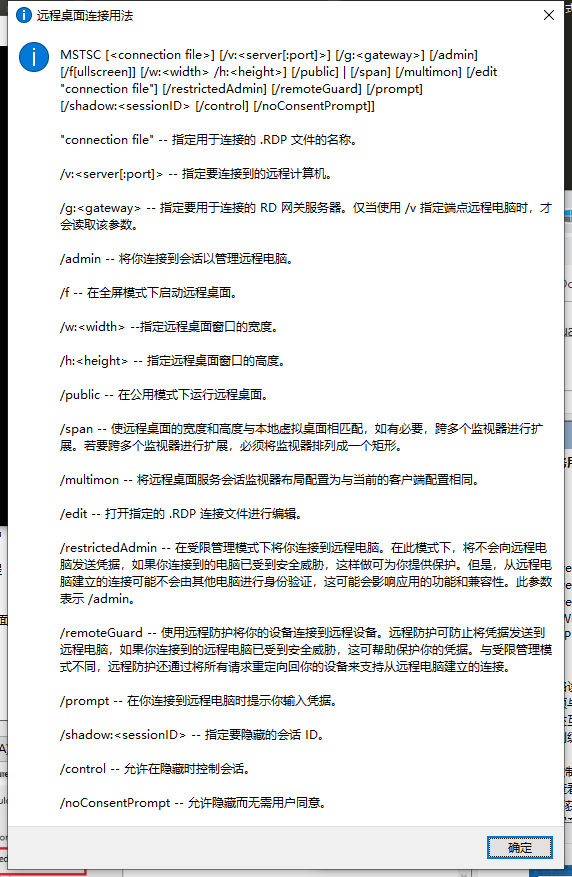 远程桌面连接用法
MSTSC [<connection file>] [/v:<server[:port]>] [/g:<gateway>] [/admin]
[/f[ullscreen]] [/w:<width> /h:<height>] [/public] | [/span] [/multimon] [/edit
"connection file"] [/restrictedAdmin] [/remoteGuard] [/prompt]
[/shadow:<sessionID> [/control] [/noConsentPrompt]]
"connection file" -- 指定用于连接的 .RDP 文件的名称。
/v:<server[:port]> -- 指定要连接到的远程计算机。
/g:<gateway> -- 指定要用于连接的 RD 网关服务器。仅当使用 /v 指定端点远程电脑时，才
会读取该参数。
/admin -- 将你连接到会话以管理远程电脑。
/f -- 在全屏模式下启动远程桌面。
/w:<width> --指定远程桌面窗口的宽度。
/h:<height> -- 指定远程桌面窗口的高度。
/public -- 在公用模式下运行远程桌面。
/span -- 使远程桌面的宽度和高度与本地虚拟桌面相匹配，如有必要，跨多个监视器进行扩
展。若要跨多个监视器进行扩展，必须将监视器排列成一个矩形。
/multimon -- 将远程桌面服务会话监视器布局配置为与当前的客户端配置相同。
/edit -- 打开指定的 .RDP 连接文件进行编辑。
/restrictedAdmin -- 在受限管理模式下将你连接到远程电脑。在此模式下，将不会向远程电
脑发送凭据，如果你连接到的电脑已受到安全威胁，这样做可为你提供保护。但是，从远程电
脑建立的连接可能不会由其他电脑进行身份验证，这可能会影响应用的功能和兼容性。此参数
表示 /admin。
/remoteGuard -- 使用远程防护将你的设备连接到远程设备。远程防护可防止将凭据发送到
远程电脑，如果你连接到的远程电脑已受到安全威胁，这可帮助保护你的凭据。与受限管理模
式不同，远程防护还通过将所有请求重定向回你的设备来支持从远程电脑建立的连接。
/prompt -- 在你连接到远程电脑时提示你输入凭据。
/shadow:<sessionID> -- 指定要隐藏的会话 ID。
/control -- 允许在隐藏时控制会话。
/noConsentPrompt -- 允许隐藏而无需用户同意。
确定